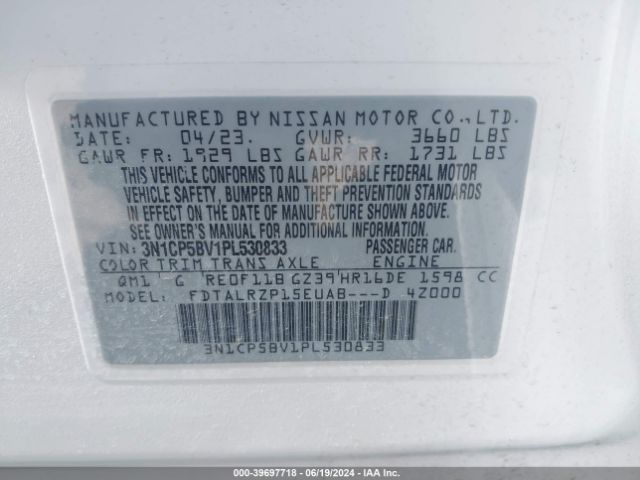 MANUFACTURED BY NISSAN MOTOR CO.,LTD.
DATE: 04/23. GVWR: 3660 LBS
GAWR FR: 1929 LBS GAWR RR: 1731 LBS
THIS VEHICLE CONFORMS TO ALL APPLICABLE FEDERAL MOTOR
VEHICLE SAFETY, BUMPER AND THEFT PREVENTION STANDARDS
IN EFFECT ON THE DATE OF MANUFACTURE SHOWN ABOVE.
SEE OWNER'S MANUAL FOR ADDITIONAL INFORMATION.
VIN: 3N1CP5BV1PL530833 PASSENGER CAR.
COLOR TRIM TRANS AXLE ENGINE
QM1 G RE0F11B GZ39 HR16DE 1598 CC
MODEL FDTALRZP15EUAB---D 4Z000
3N1CP5BV1PL530833
000-39697718 | 06/19/2024 | IAA, Inc.